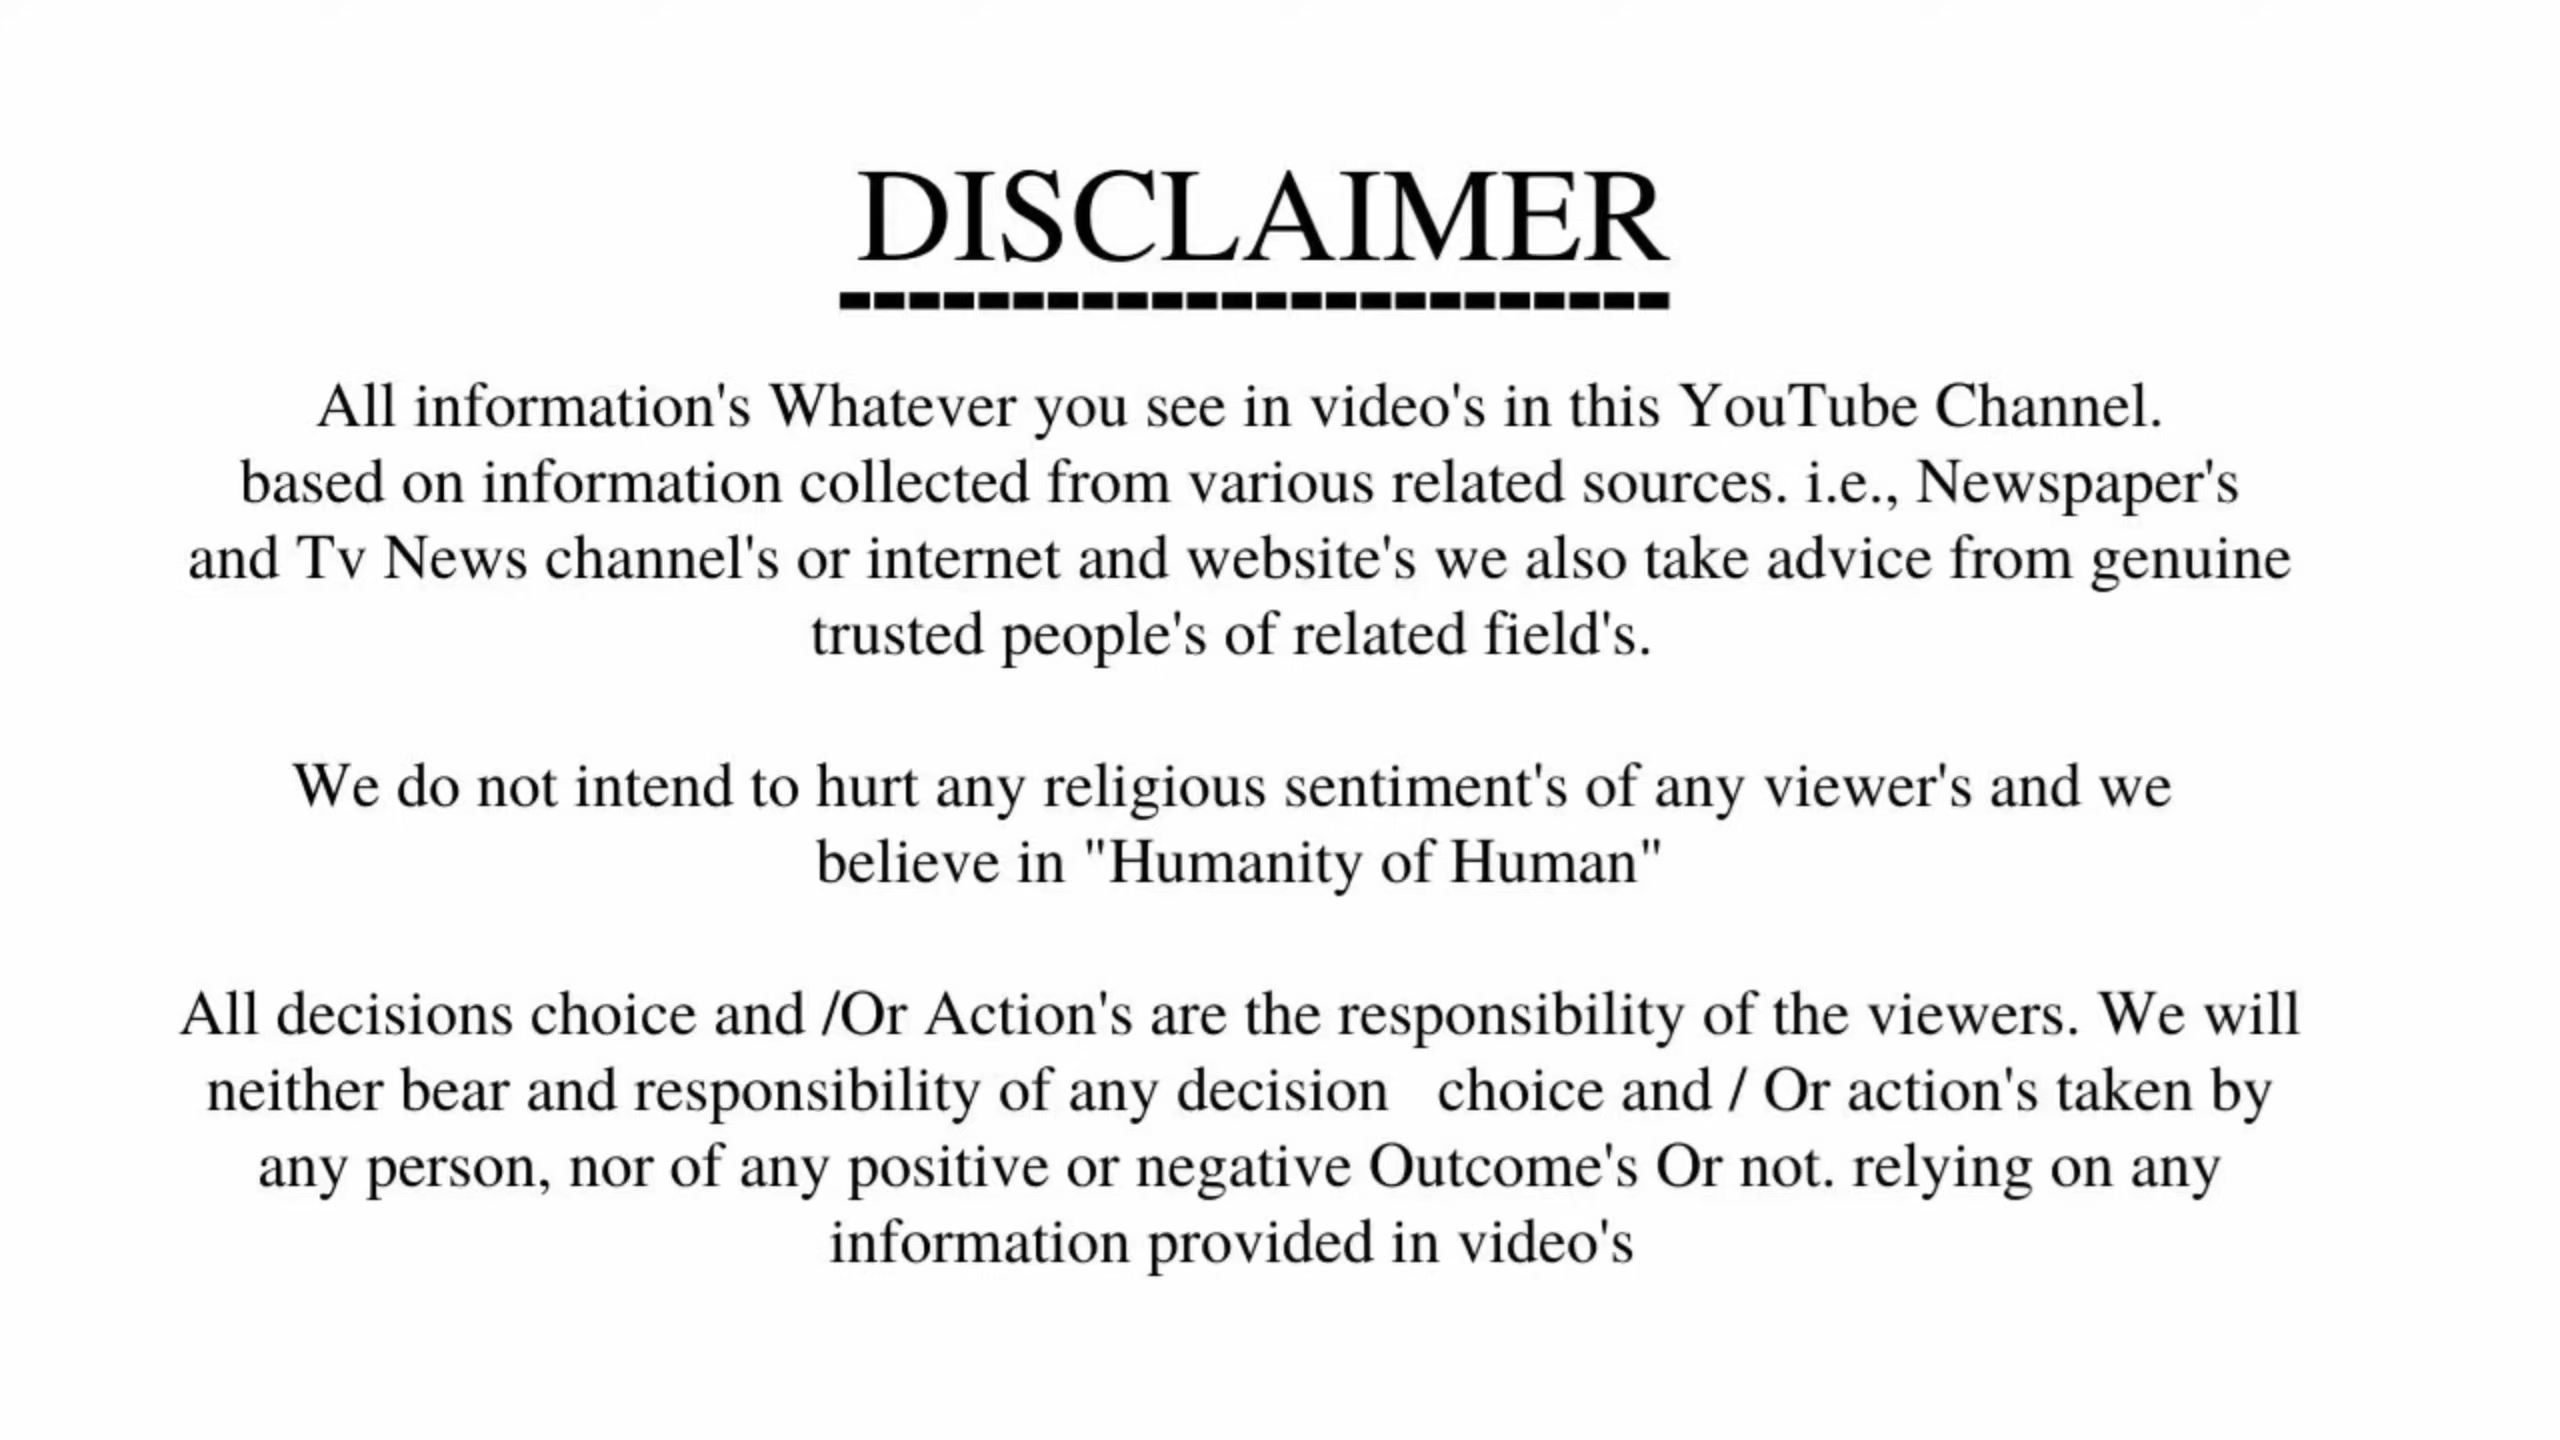 DISCLAIMER
------------------------
All information's Whatever you see in video's in this YouTube Channel.
based on information collected from various related sources. i.e., Newspaper's
and Tv News channel's or internet and website's we also take advice from genuine
trusted people's of related field's.
We do not intend to hurt any religious sentiment's of any viewer's and we
believe in "Humanity of Human"
All decisions choice and /Or Action's are the responsibility of the viewers. We will
neither bear and responsibility of any decision   choice and / Or action's taken by
any person, nor of any positive or negative Outcome's Or not. relying on any
information provided in video's